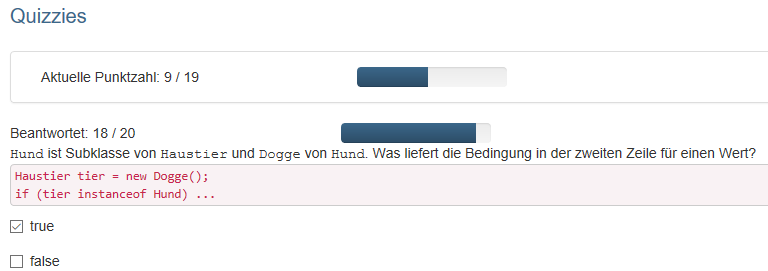 Quizzies
Aktuelle Punktzahl: 9 / 19
Beantwortet: 18 / 20
Hund ist Subklasse von Haustier und Dogge von Hund. Was liefert die Bedingung in der zweiten Zeile für einen Wert?
Haustier tier = new Dogge();
if (tier instanceof Hund) ...
true
false